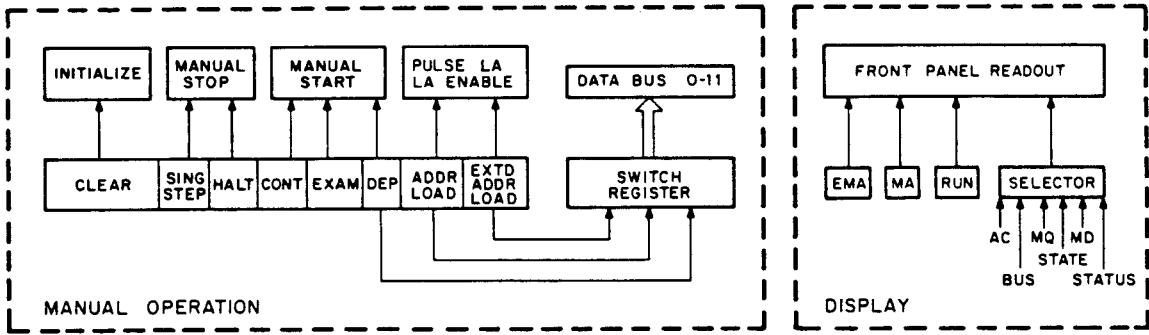 INITIALIZE
MANUAL
STOP
MANUAL
START
PULSE LA
LA ENABLE
DATA BUS 0-11
CLEAR
SING
STEP
HALT
CONT
EXAM
DEP
ADDR
LOAD
EXTD
ADDR
LOAD
SWITCH
REGISTER
MANUAL OPERATION
FRONT PANEL READOUT
EMA
MA
RUN
SELECTOR
AC
MQ
MD
STATE
BUS
STATUS
DISPLAY